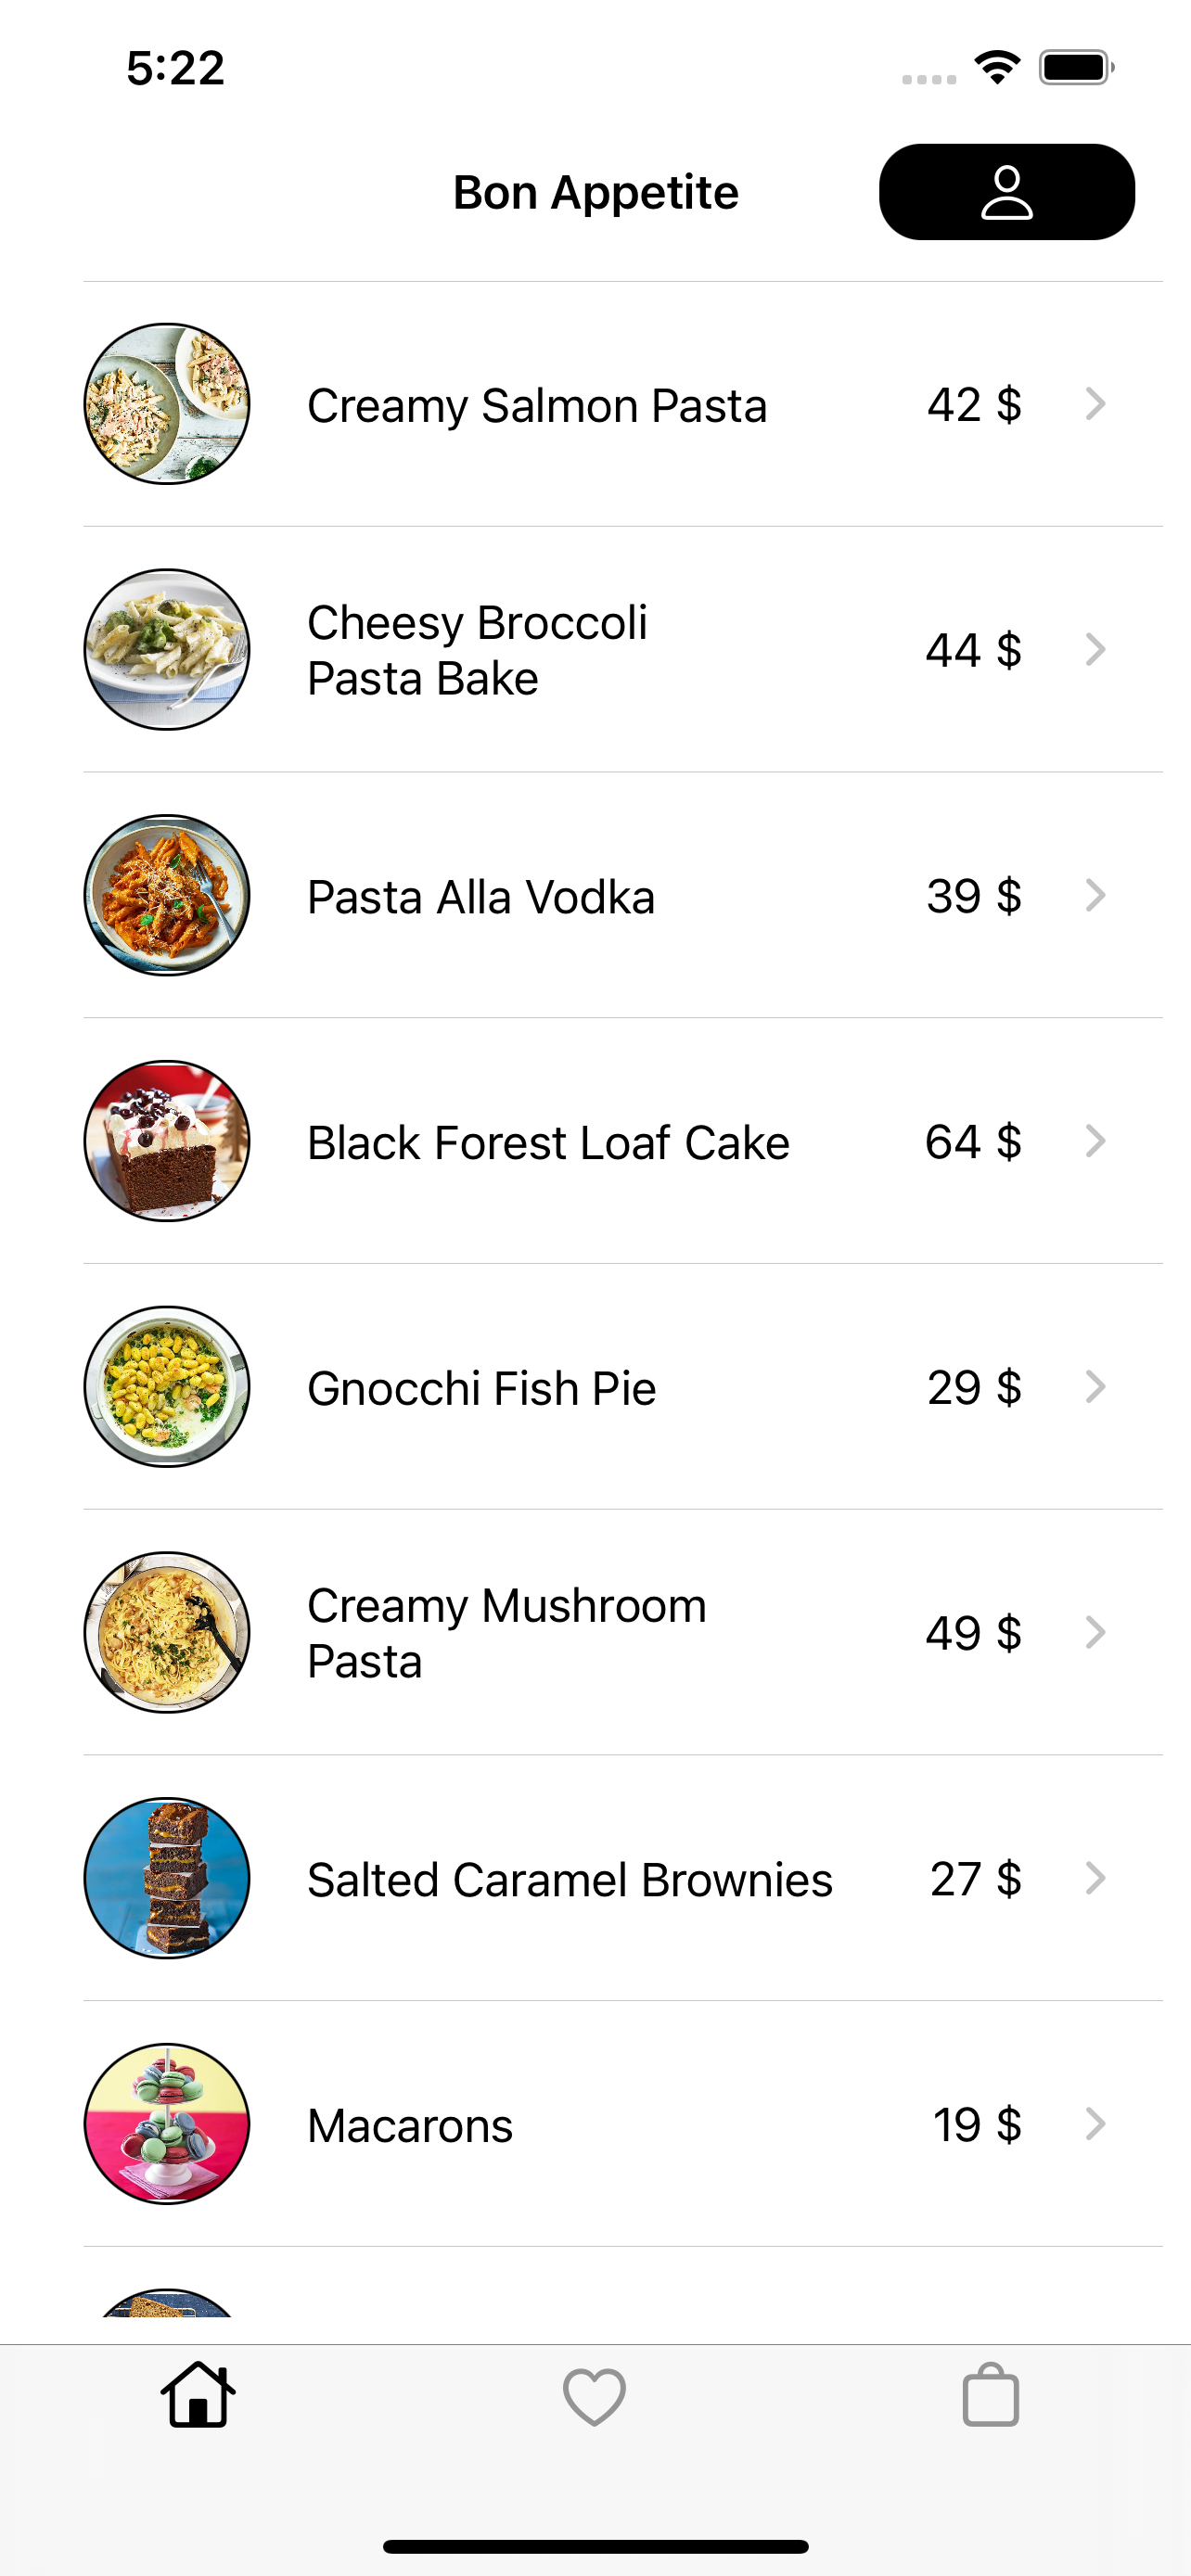 5:22
Bon Appetite
Creamy Salmon Pasta 42 $
Cheesy Broccoli
Pasta Bake 44 $
Pasta Alla Vodka 39 $
Black Forest Loaf Cake 64 $
Gnocchi Fish Pie 29 $
Creamy Mushroom
Pasta 49 $
Salted Caramel Brownies 27 $
Macarons 19 $